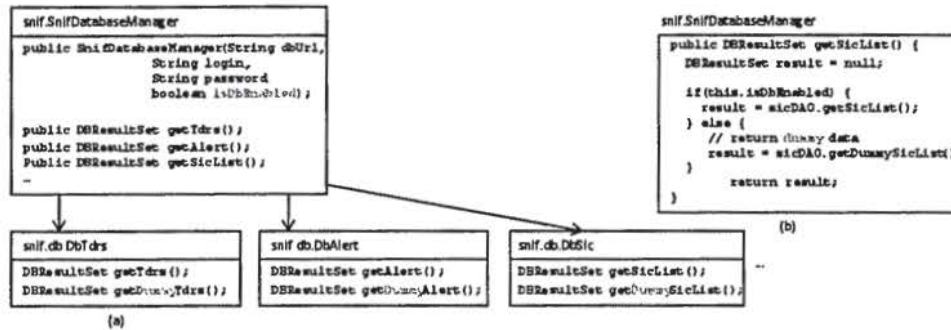 snif.SnifDatabaseManager
public SnifDatabaseManager(String dbUrl,
String login,
String password
boolean isDbEnabled);
public DBResultSet getTdrs();
public DBResultSet getAlert();
Public DBResultSet getSicList();
…
snif.SnifDatabaseManager
public DBResultSet getSicList() {
DBResultSet result = null;
if(this.isDbEnabled) {
result = sicDAO.getSicList();
} else {
// return dummy data
result = sicDAO.getDummySicList()
}
return result;
}
(b)
snif.db.DbTdrs
DBResultSet getTdrs();
DBResultSet getDummyTdrs();
snif db.DbAlert
DBResultSet getAlert();
DBResultSet getDummyAlert();
snif.db.DbSic
DBResultSet getSicList();
DBResultSet getDummySicList();
…
(a)